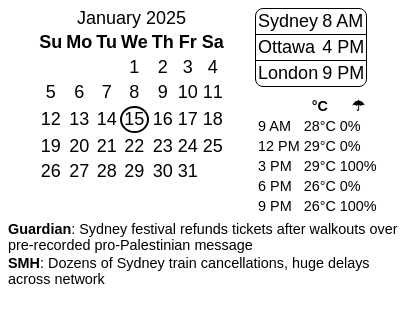 January 2025
Su Mo Tu We Th Fr Sa
1 2 3 4
5 6 7 8 9 10 11
12 13 14 15 16 17 18
19 20 21 22 23 24 25
26 27 28 29 30 31
Sydney 8 AM
Ottawa 4 PM
London 9 PM
°C ☂
9 AM 28°C 0%
12 PM 29°C 0%
3 PM 29°C 100%
6 PM 26°C 0%
9 PM 26°C 100%
Guardian: Sydney festival refunds tickets after walkouts over
pre-recorded pro-Palestinian message
SMH: Dozens of Sydney train cancellations, huge delays
across network